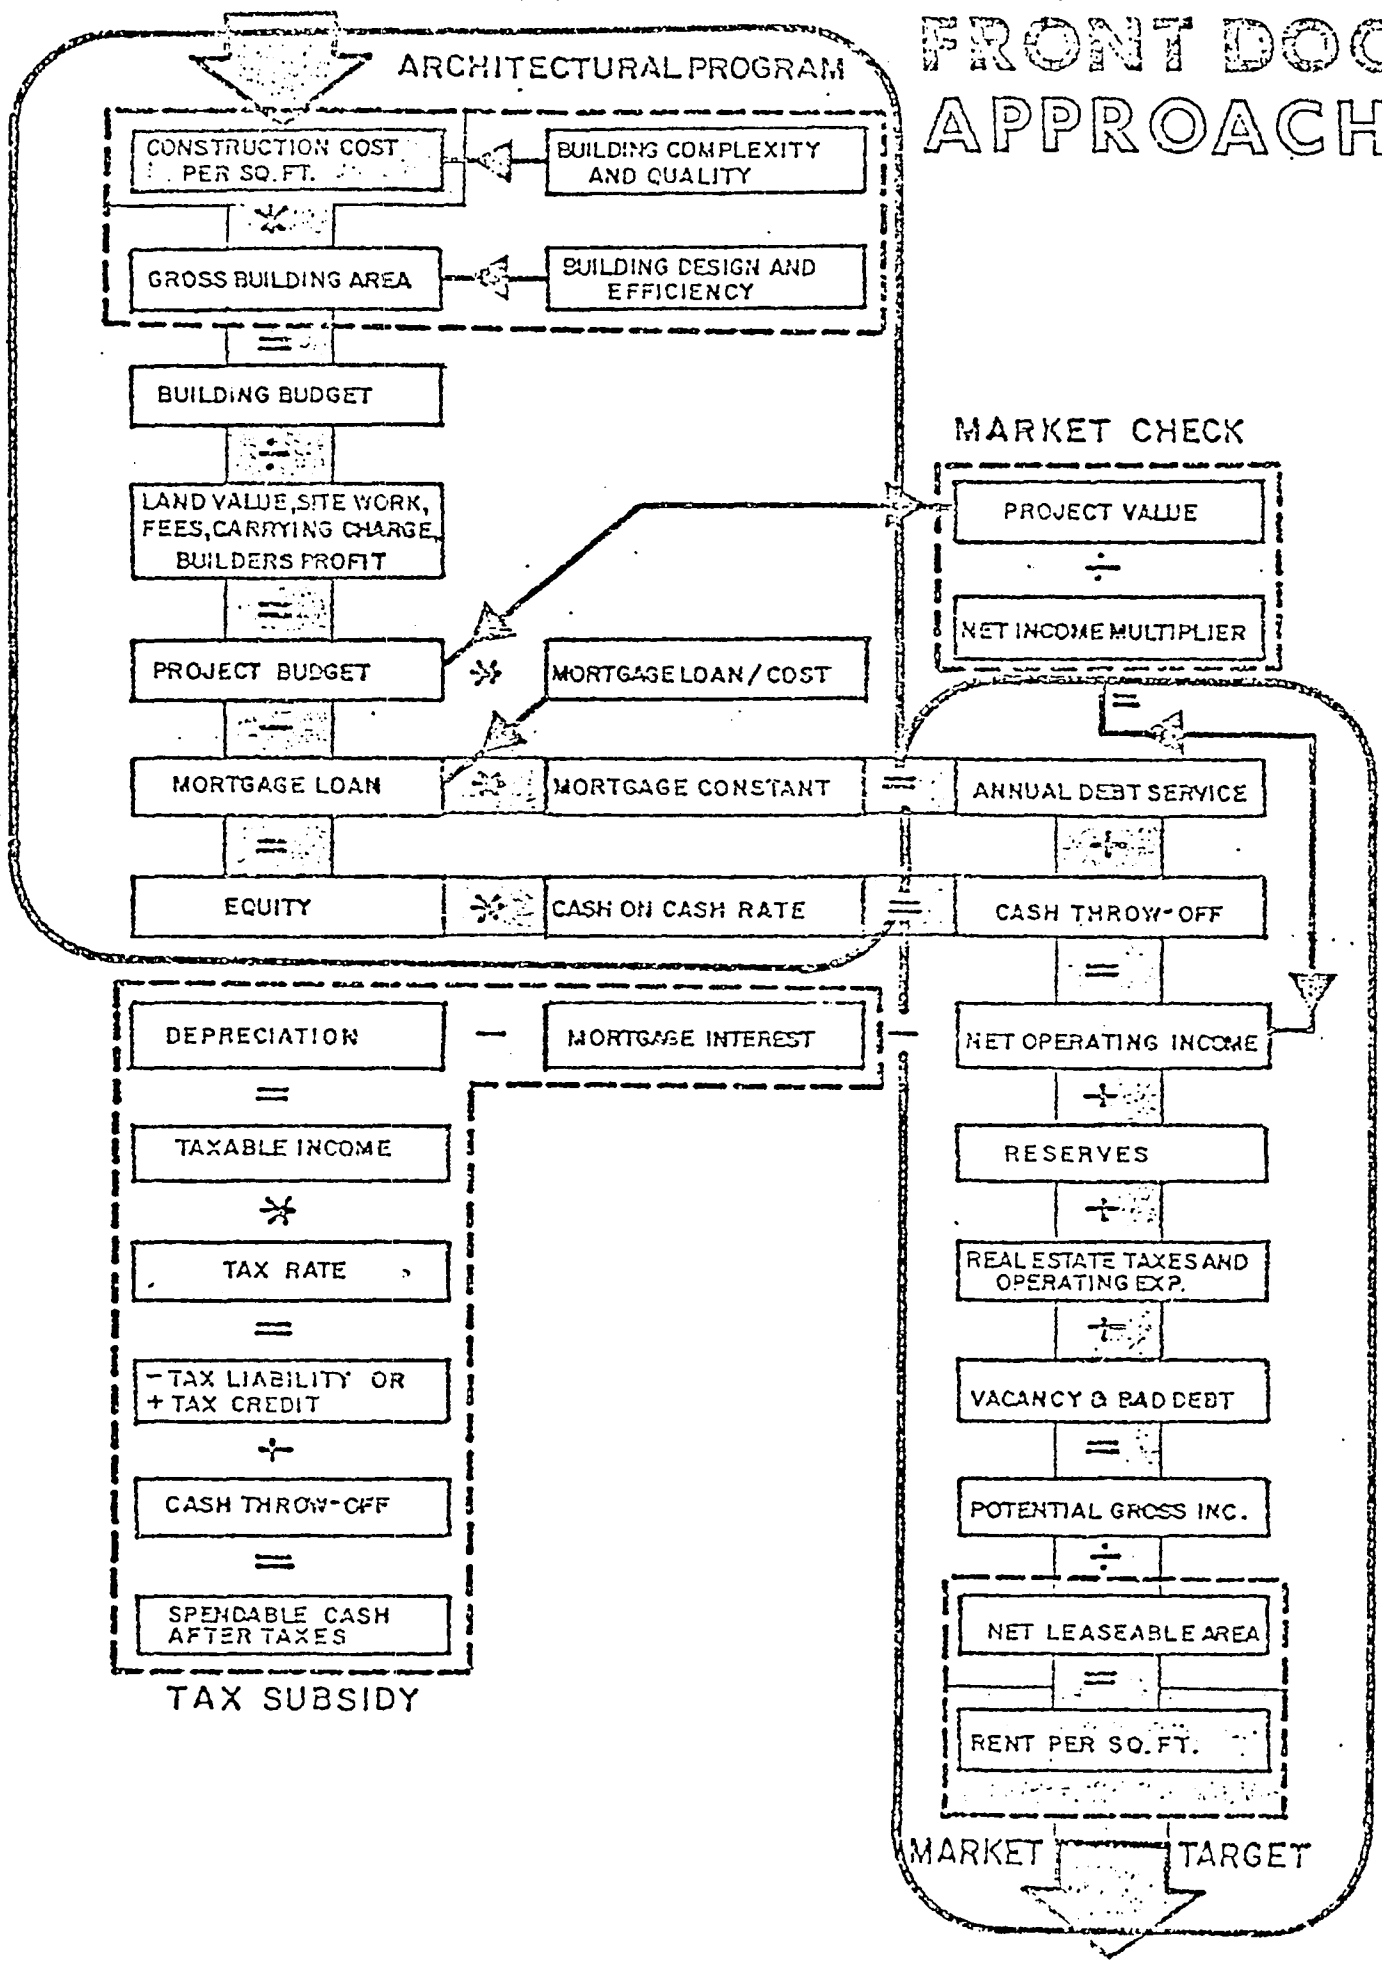 FRONT DOO
APPROACH
ARCHITECTURAL PROGRAM
CONSTRUCTION COST
PER SQ. FT.
BUILDING COMPLEXITY
AND QUALITY
*
GROSS BUILDING AREA
BUILDING DESIGN AND
EFFICIENCY
=
BUILDING BUDGET
+
LAND VALUE, SITE WORK,
FEES, CARRYING CHARGE,
BUILDERS PROFIT
=
PROJECT BUDGET
*
MORTGAGE LOAN / COST
-
MORTGAGE LOAN
*
MORTGAGE CONSTANT
=
ANNUAL DEBT SERVICE
=
+
EQUITY
*
CASH ON CASH RATE
=
CASH THROW-OFF
MARKET CHECK
PROJECT VALUE
÷
NET INCOME MULTIPLIER
=
=
DEPRECIATION
-
MORTGAGE INTEREST
-
NET OPERATING INCOME
=
TAXABLE INCOME
*
TAX RATE
=
-TAX LIABILITY OR
+ TAX CREDIT
+
CASH THROW-OFF
=
SPENDABLE CASH
AFTER TAXES
TAX SUBSIDY
+
RESERVES
+
REAL ESTATE TAXES AND
OPERATING EXP.
+
VACANCY & BAD DEBT
=
POTENTIAL GROSS INC.
÷
NET LEASEABLE AREA
=
RENT PER SQ. FT.
MARKET TARGET